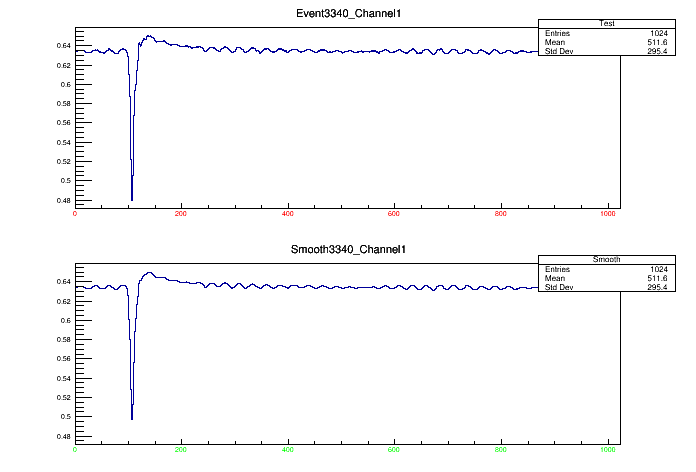 Event3340_Channel1
Test
Entries 1024
Mean 511.6
Std Dev 295.4
0.64
0.62
0.6
0.58
0.56
0.54
0.52
0.5
0.48
0 200 400 600 800 1000
Smooth3340_Channel1
Smooth
Entries 1024
Mean 511.6
Std Dev 295.4
0.64
0.62
0.6
0.58
0.56
0.54
0.52
0.5
0.48
0 200 400 600 800 1000